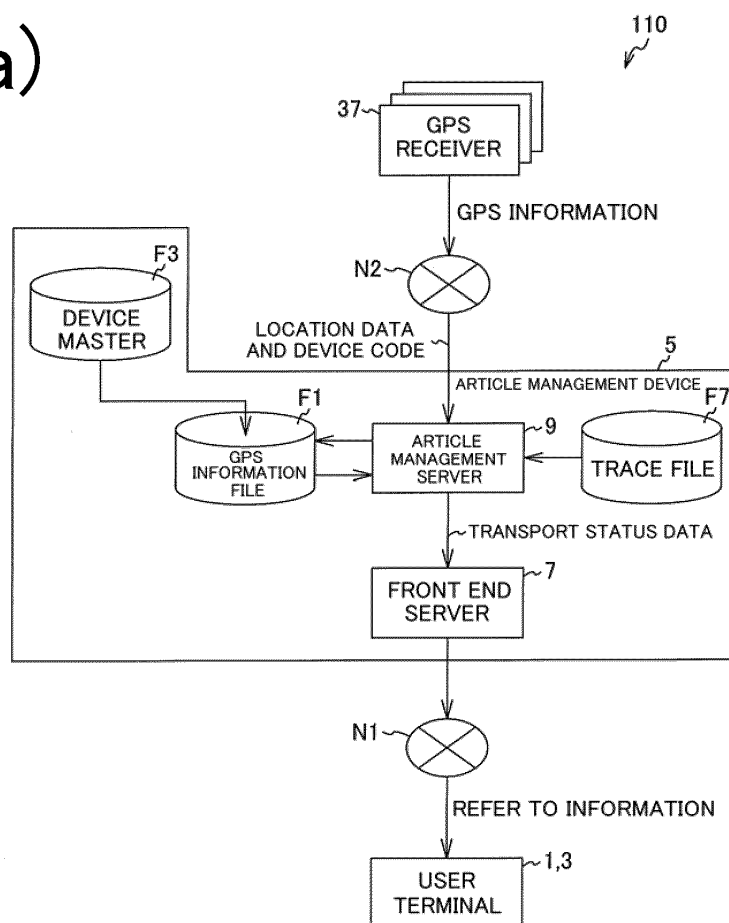 a)
110
37
GPS
RECEIVER
GPS INFORMATION
N2
F3
DEVICE
MASTER
LOCATION DATA
AND DEVICE CODE
5
ARTICLE MANAGEMENT DEVICE
F1
GPS
INFORMATION
FILE
9
ARTICLE
MANAGEMENT
SERVER
F7
TRACE FILE
TRANSPORT STATUS DATA
7
FRONT END
SERVER
N1
REFER TO INFORMATION
1,3
USER
TERMINAL